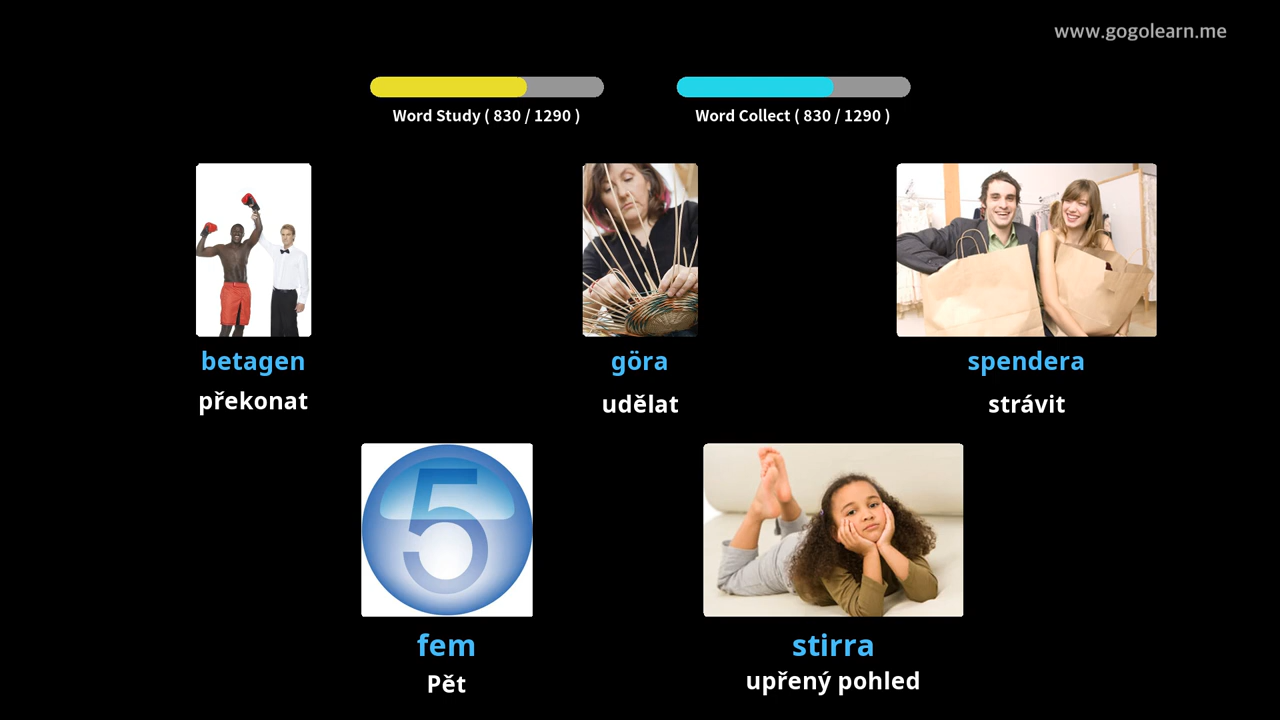 www.gogolearn.me
Word Study ( 830 / 1290 )
Word Collect ( 830 / 1290 )
betagen
göra
spendera
překonat
udělat
strávit
5
fem
stirra
Pět
upřený pohled